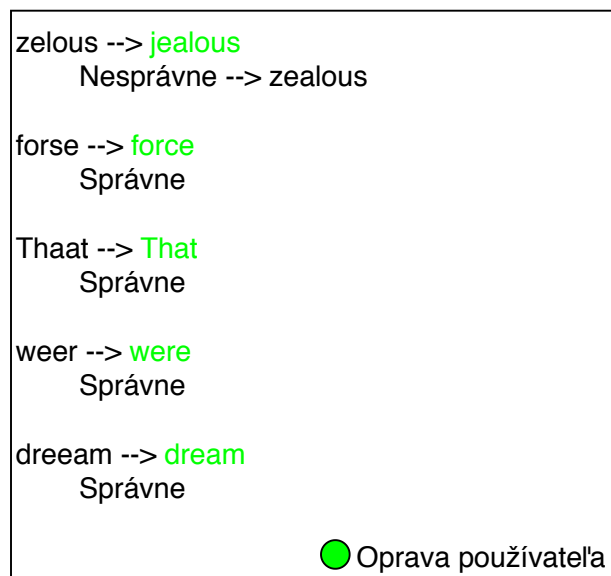 zelous --> jealous
Nesprávne --> zealous
forse --> force
Správne
Thaat --> That
Správne
weer --> were
Správne
dreeam --> dream
Správne
Oprava používateľa